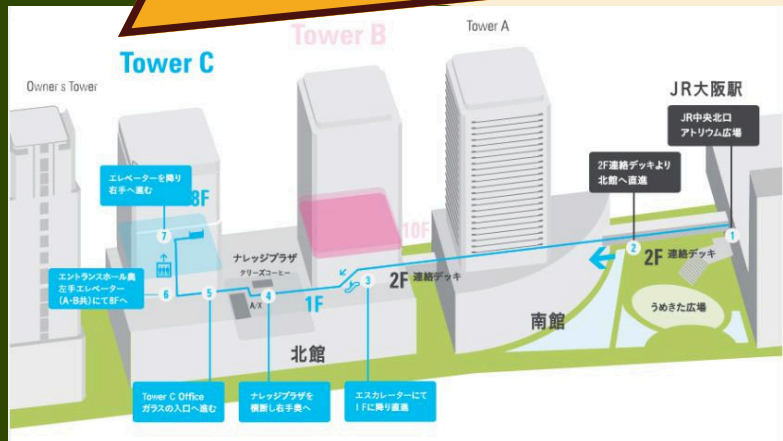 Tower B
Tower A
Tower C
Owner s Tower
JR大阪駅
JR中央北口
アトリウム広場
2F連絡デッキより
北館へ直進
エレベーターを降り
右手へ進む
8F
10F
7
ナレッジプラザ
クリーズコーヒー
エントランスホール奥
左手エレベーター
(A-B共)にて8Fへ
6
5
4
A/X
1F
3
2F 連絡デッキ
2
2F 連絡デッキ
1
うめきた広場
南館
北館
Tower C Office
ガラスの入口へ進む
ナレッジプラザを
横断し右手奥へ
エスカレーターにて
1Fに降り直進